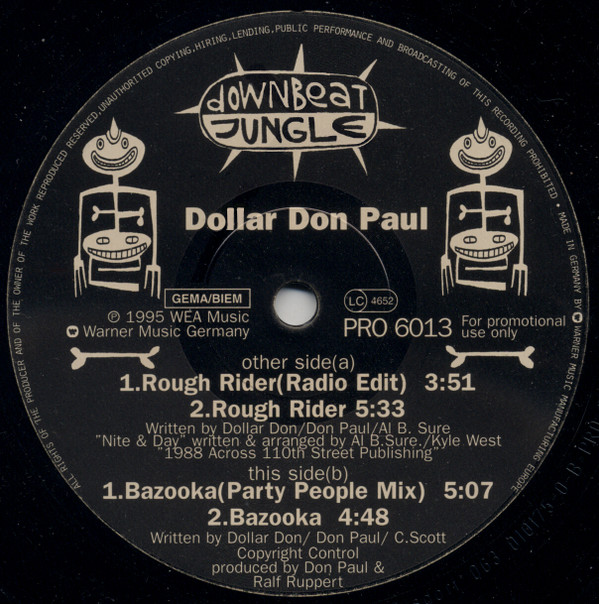 ALL RIGHTS OF THE PRODUCER AND OF THE OWNER OF THE WORK REPRODUCED RESERVED, UNAUTHORITED COPYING, HIRING, LENDING, PUBLIC PERFORMANCE AND BROADCASTING OF THIS RECORDING PROHIBITED • MADE IN GERMANY BY WARNER MUSIC MANUFACTURING EUROPE
DOWNBEAT
JUNGLE
Dollar Don Paul
GEMA/BIEM
LC 4652
℗ 1995 WEA Music
Warner Music Germany
PRO 6013
For promotional
use only
other side(a)
1.Rough Rider(Radio Edit) 3:51
2.Rough Rider 5:33
Written by Dollar Don/Don Paul/Al B. Sure
"Nite & Day" written & arranged by Al B.Sure./Kyle West
"1988 Across 110th Street Publishing"
this side(b)
1.Bazooka(Party People Mix) 5:07
2.Bazooka 4:48
Written by Dollar Don/ Don Paul/ C.Scott
Copyright Control
produced by Don Paul &
Ralf Ruppert